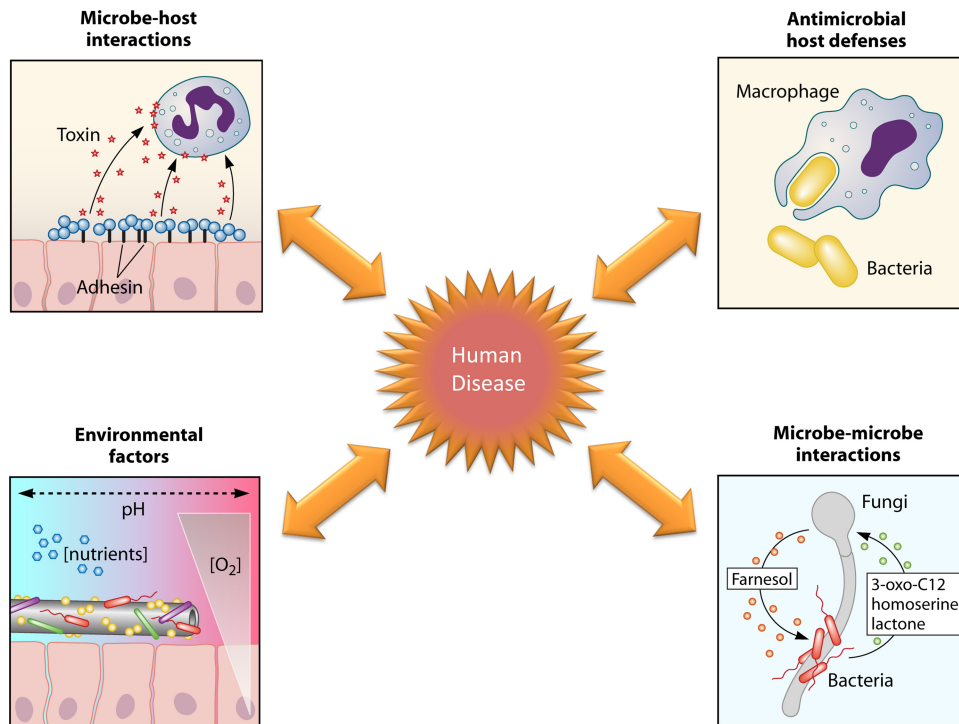 Microbe-host
interactions
Toxin
Adhesin
Antimicrobial
host defenses
Macrophage
Bacteria
Human
Disease
Environmental
factors
pH
[nutrients]
[O₂]
Microbe-microbe
interactions
Fungi
Farnesol
3-oxo-C12
homoserine
lactone
Bacteria